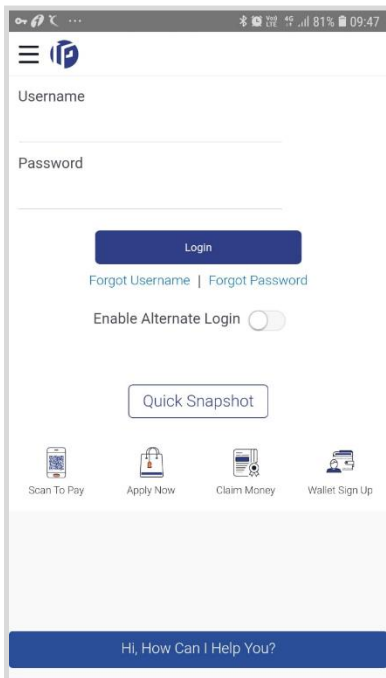 81% 09:47
Username
Password
Login
Forgot Username | Forgot Password
Enable Alternate Login
Quick Snapshot
Scan To Pay Apply Now Claim Money Wallet Sign Up
Hi, How Can I Help You?